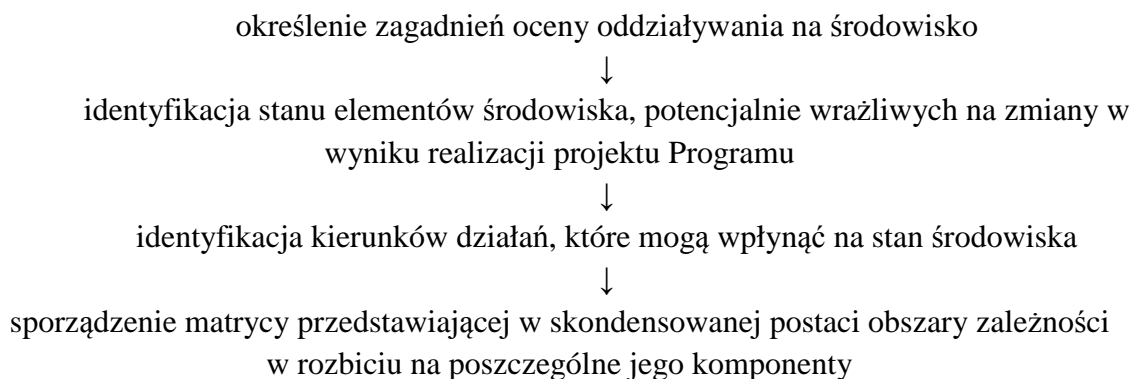 określenie zagadnień oceny oddziaływania na środowisko
↓
identyfikacja stanu elementów środowiska, potencjalnie wrażliwych na zmiany w
wyniku realizacji projektu Programu
↓
identyfikacja kierunków działań, które mogą wpłynąć na stan środowiska
↓
sporządzenie matrycy przedstawiającej w skondensowanej postaci obszary zależności
w rozbiciu na poszczególne jego komponenty